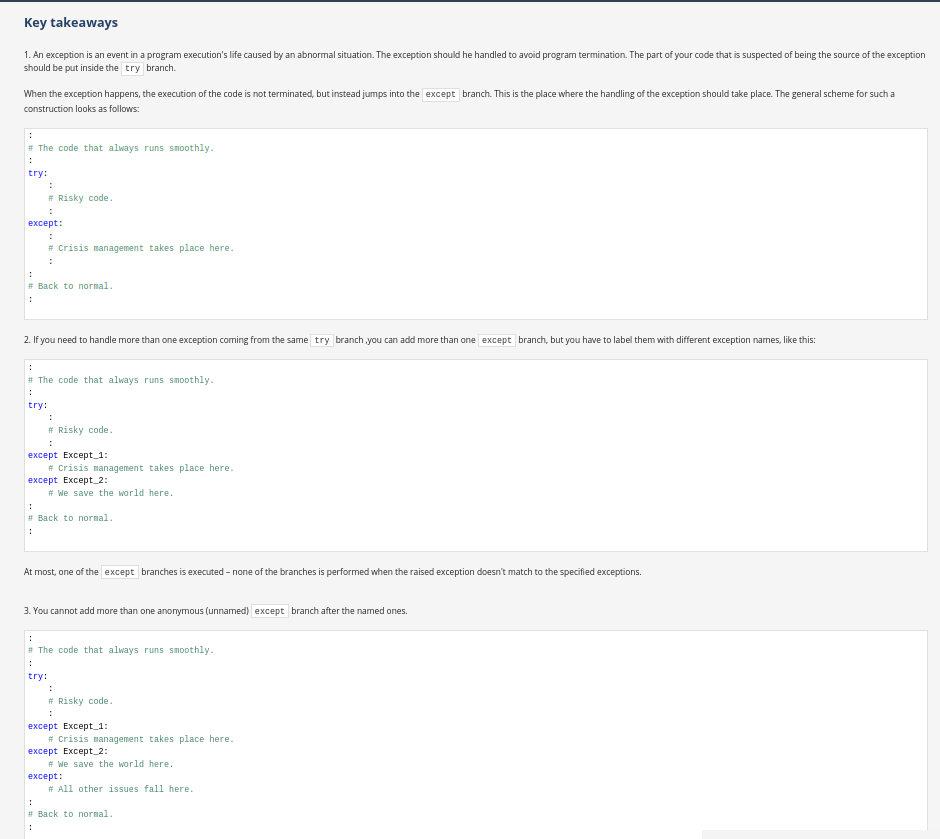 Key takeaways
1. An exception is an event in a program execution's life caused by an abnormal situation. The exception should he handled to avoid program termination. The part of your code that is suspected of being the source of the exception
should be put inside the try branch.
When the exception happens, the execution of the code is not terminated, but instead jumps into the except branch. This is the place where the handling of the exception should take place. The general scheme for such a
construction looks as follows:
:
# The code that always runs smoothly.
:
try:
    :
    # Risky code.
    :
except:
    :
    # Crisis management takes place here.
    :
:
# Back to normal.
:
2. If you need to handle more than one exception coming from the same try branch ,you can add more than one except branch, but you have to label them with different exception names, like this:
:
# The code that always runs smoothly.
:
try:
    :
    # Risky code.
    :
except Except_1:
    # Crisis management takes place here.
except Except_2:
    # We save the world here.
:
# Back to normal.
:
At most, one of the except branches is executed – none of the branches is performed when the raised exception doesn't match to the specified exceptions.
3. You cannot add more than one anonymous (unnamed) except branch after the named ones.
:
# The code that always runs smoothly.
:
try:
    :
    # Risky code.
    :
except Except_1:
    # Crisis management takes place here.
except Except_2:
    # We save the world here.
except:
    # All other issues fall here.
:
# Back to normal.
: